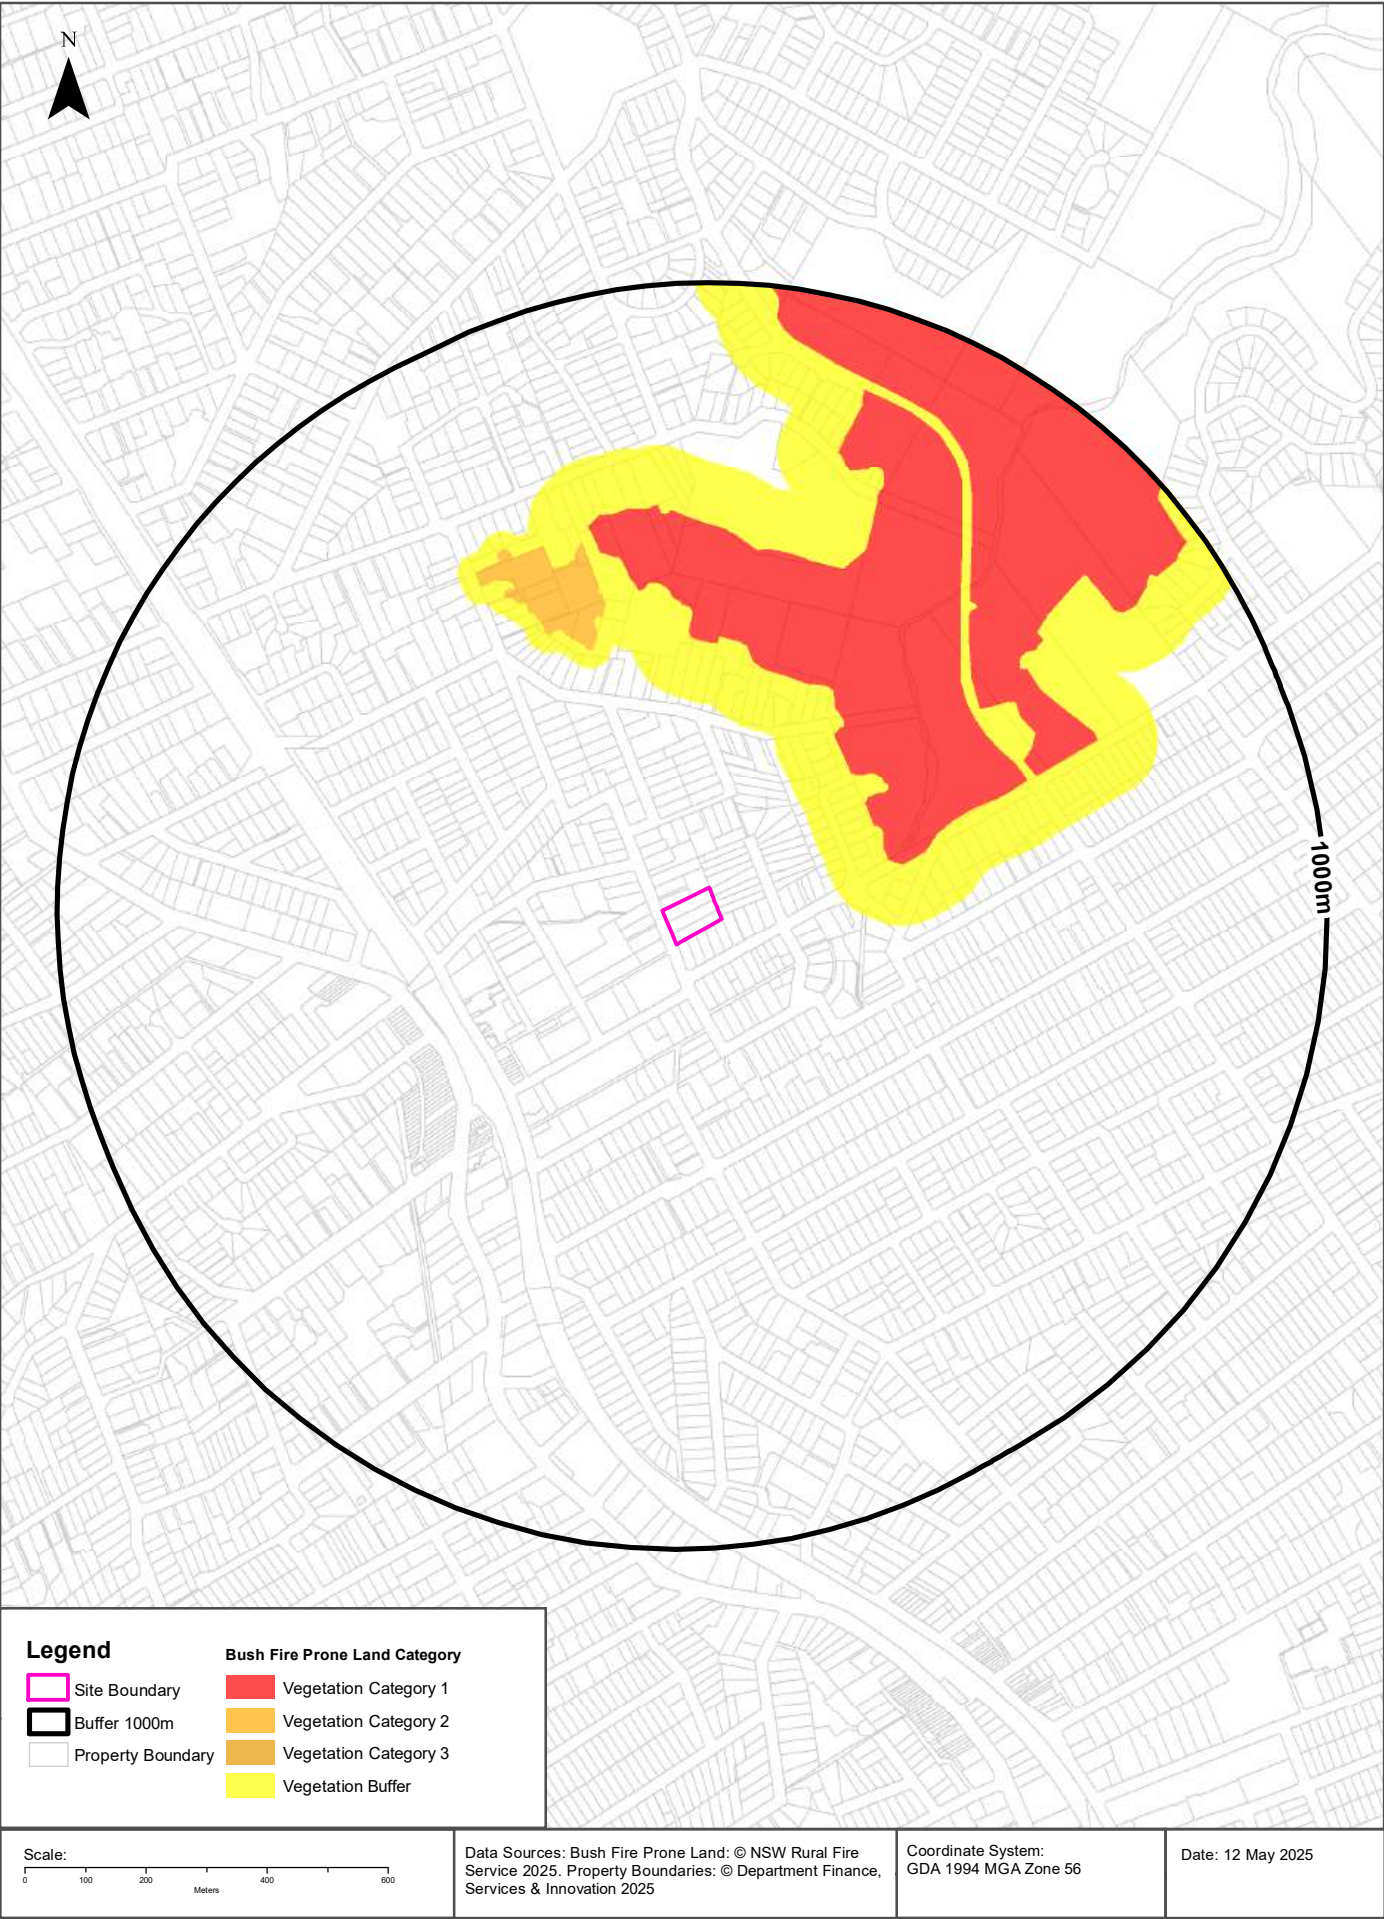 N
1000m
Legend
Site Boundary
Buffer 1000m
Property Boundary
Bush Fire Prone Land Category
Vegetation Category 1
Vegetation Category 2
Vegetation Category 3
Vegetation Buffer
Scale:
0 100 200 400 600
Meters
Data Sources: Bush Fire Prone Land: © NSW Rural Fire
Service 2025. Property Boundaries: © Department Finance,
Services & Innovation 2025
Coordinate System:
GDA 1994 MGA Zone 56
Date: 12 May 2025